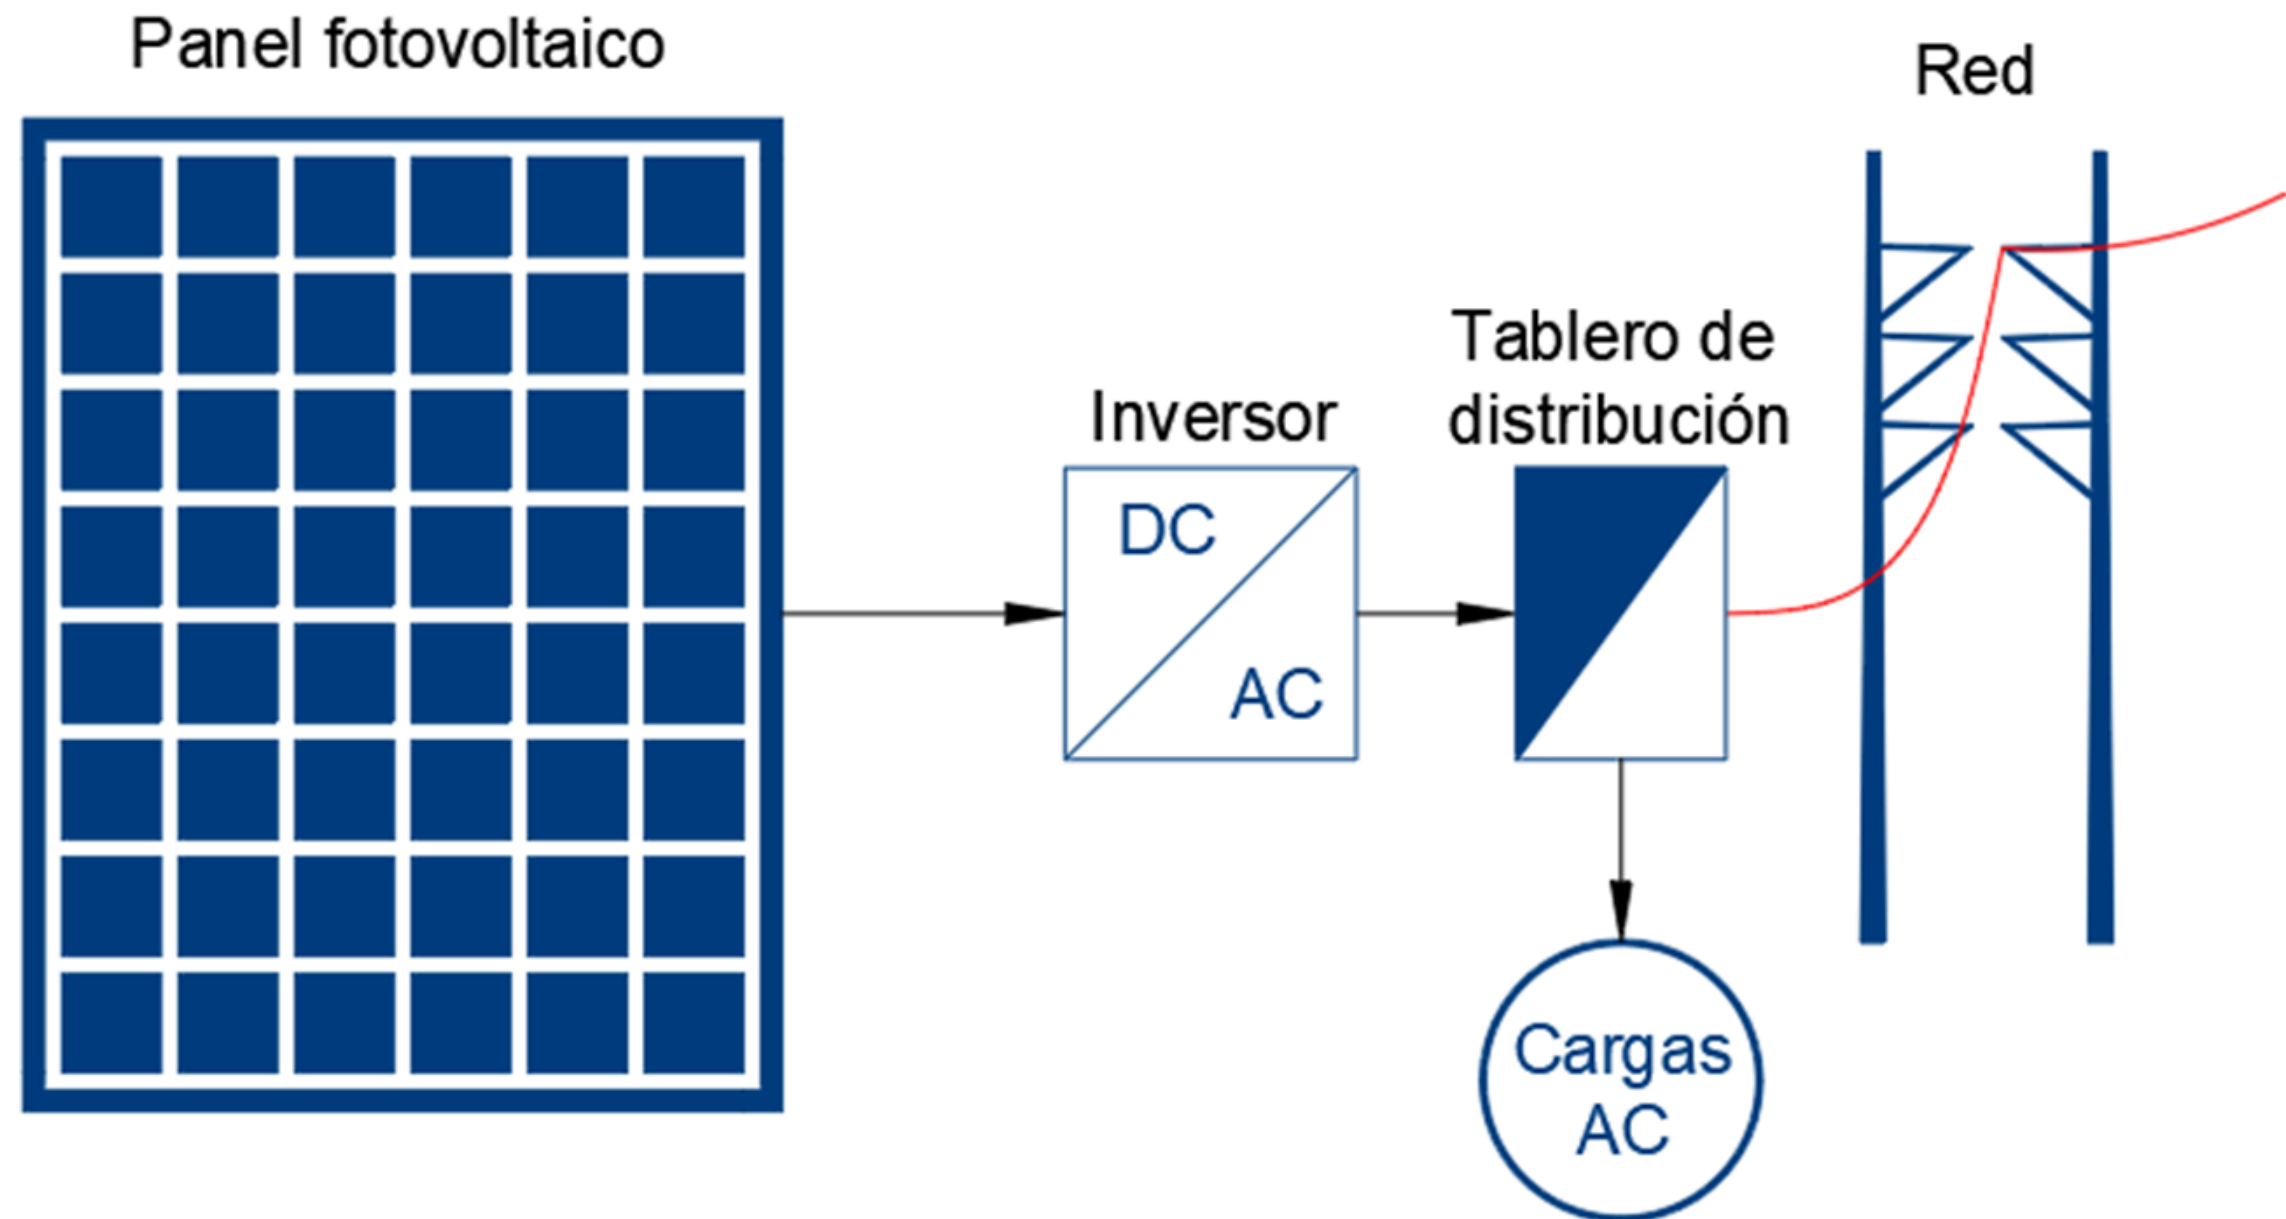 Panel fotovoltaico
Red
Tablero de
distribución
Inversor
DC
AC
Cargas
AC